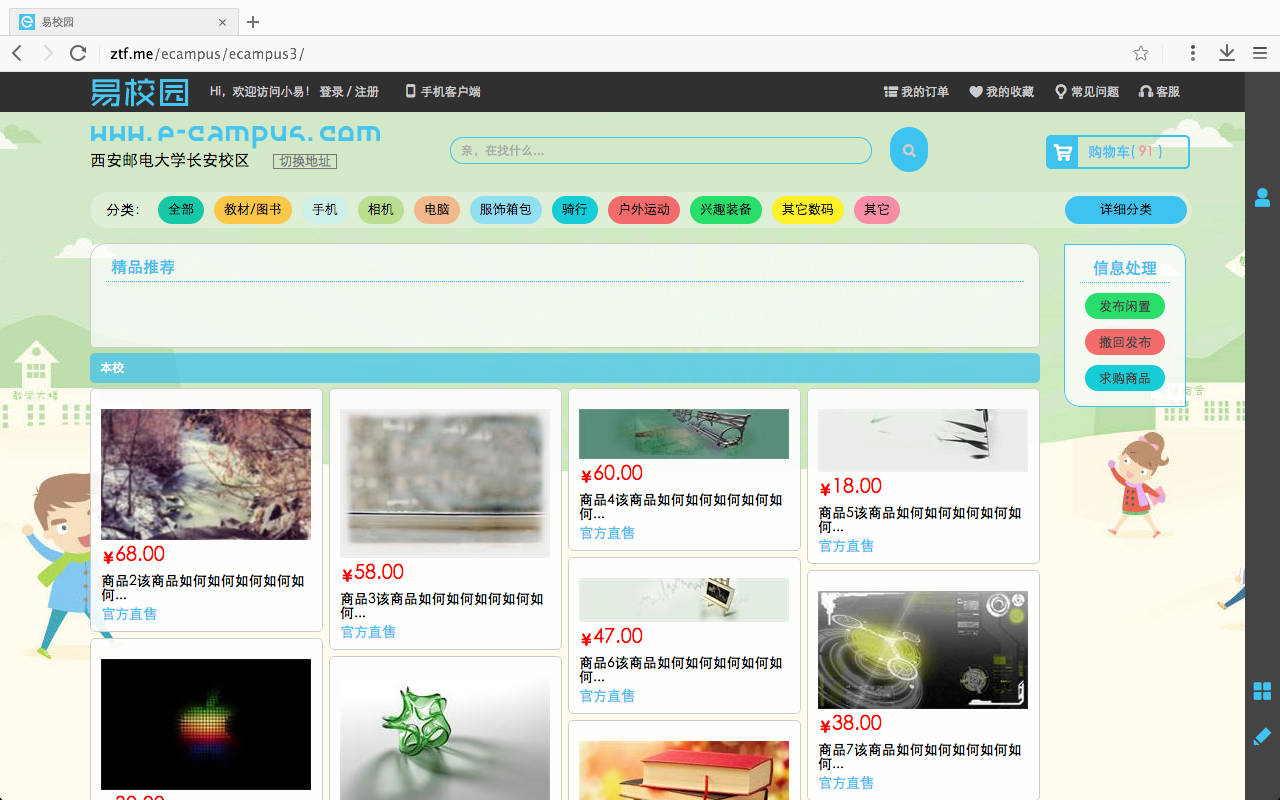 易校园
ztf.me/ecampus/ecampus3/
易校园
Hi，欢迎访问小易！ 登录 / 注册
手机客户端
我的订单
我的收藏
常见问题
客服
www.e-campus.com
西安邮电大学长安校区 切换地址
亲，在找什么...
购物车( 91 )
分类： 全部 教材/图书 手机 相机 电脑 服饰箱包 骑行 户外运动 兴趣装备 其它数码 其它
详细分类
精品推荐
信息处理
发布闲置
撤回发布
求购商品
本校
教学大楼
¥68.00
商品2该商品如何如何如何如何如
何...
官方直售
¥58.00
商品3该商品如何如何如何如何如
何...
官方直售
¥60.00
商品4该商品如何如何如何如何如
何...
官方直售
¥18.00
商品5该商品如何如何如何如何如
何...
官方直售
¥47.00
商品6该商品如何如何如何如何如
何...
官方直售
¥38.00
商品7该商品如何如何如何如何如
何...
官方直售